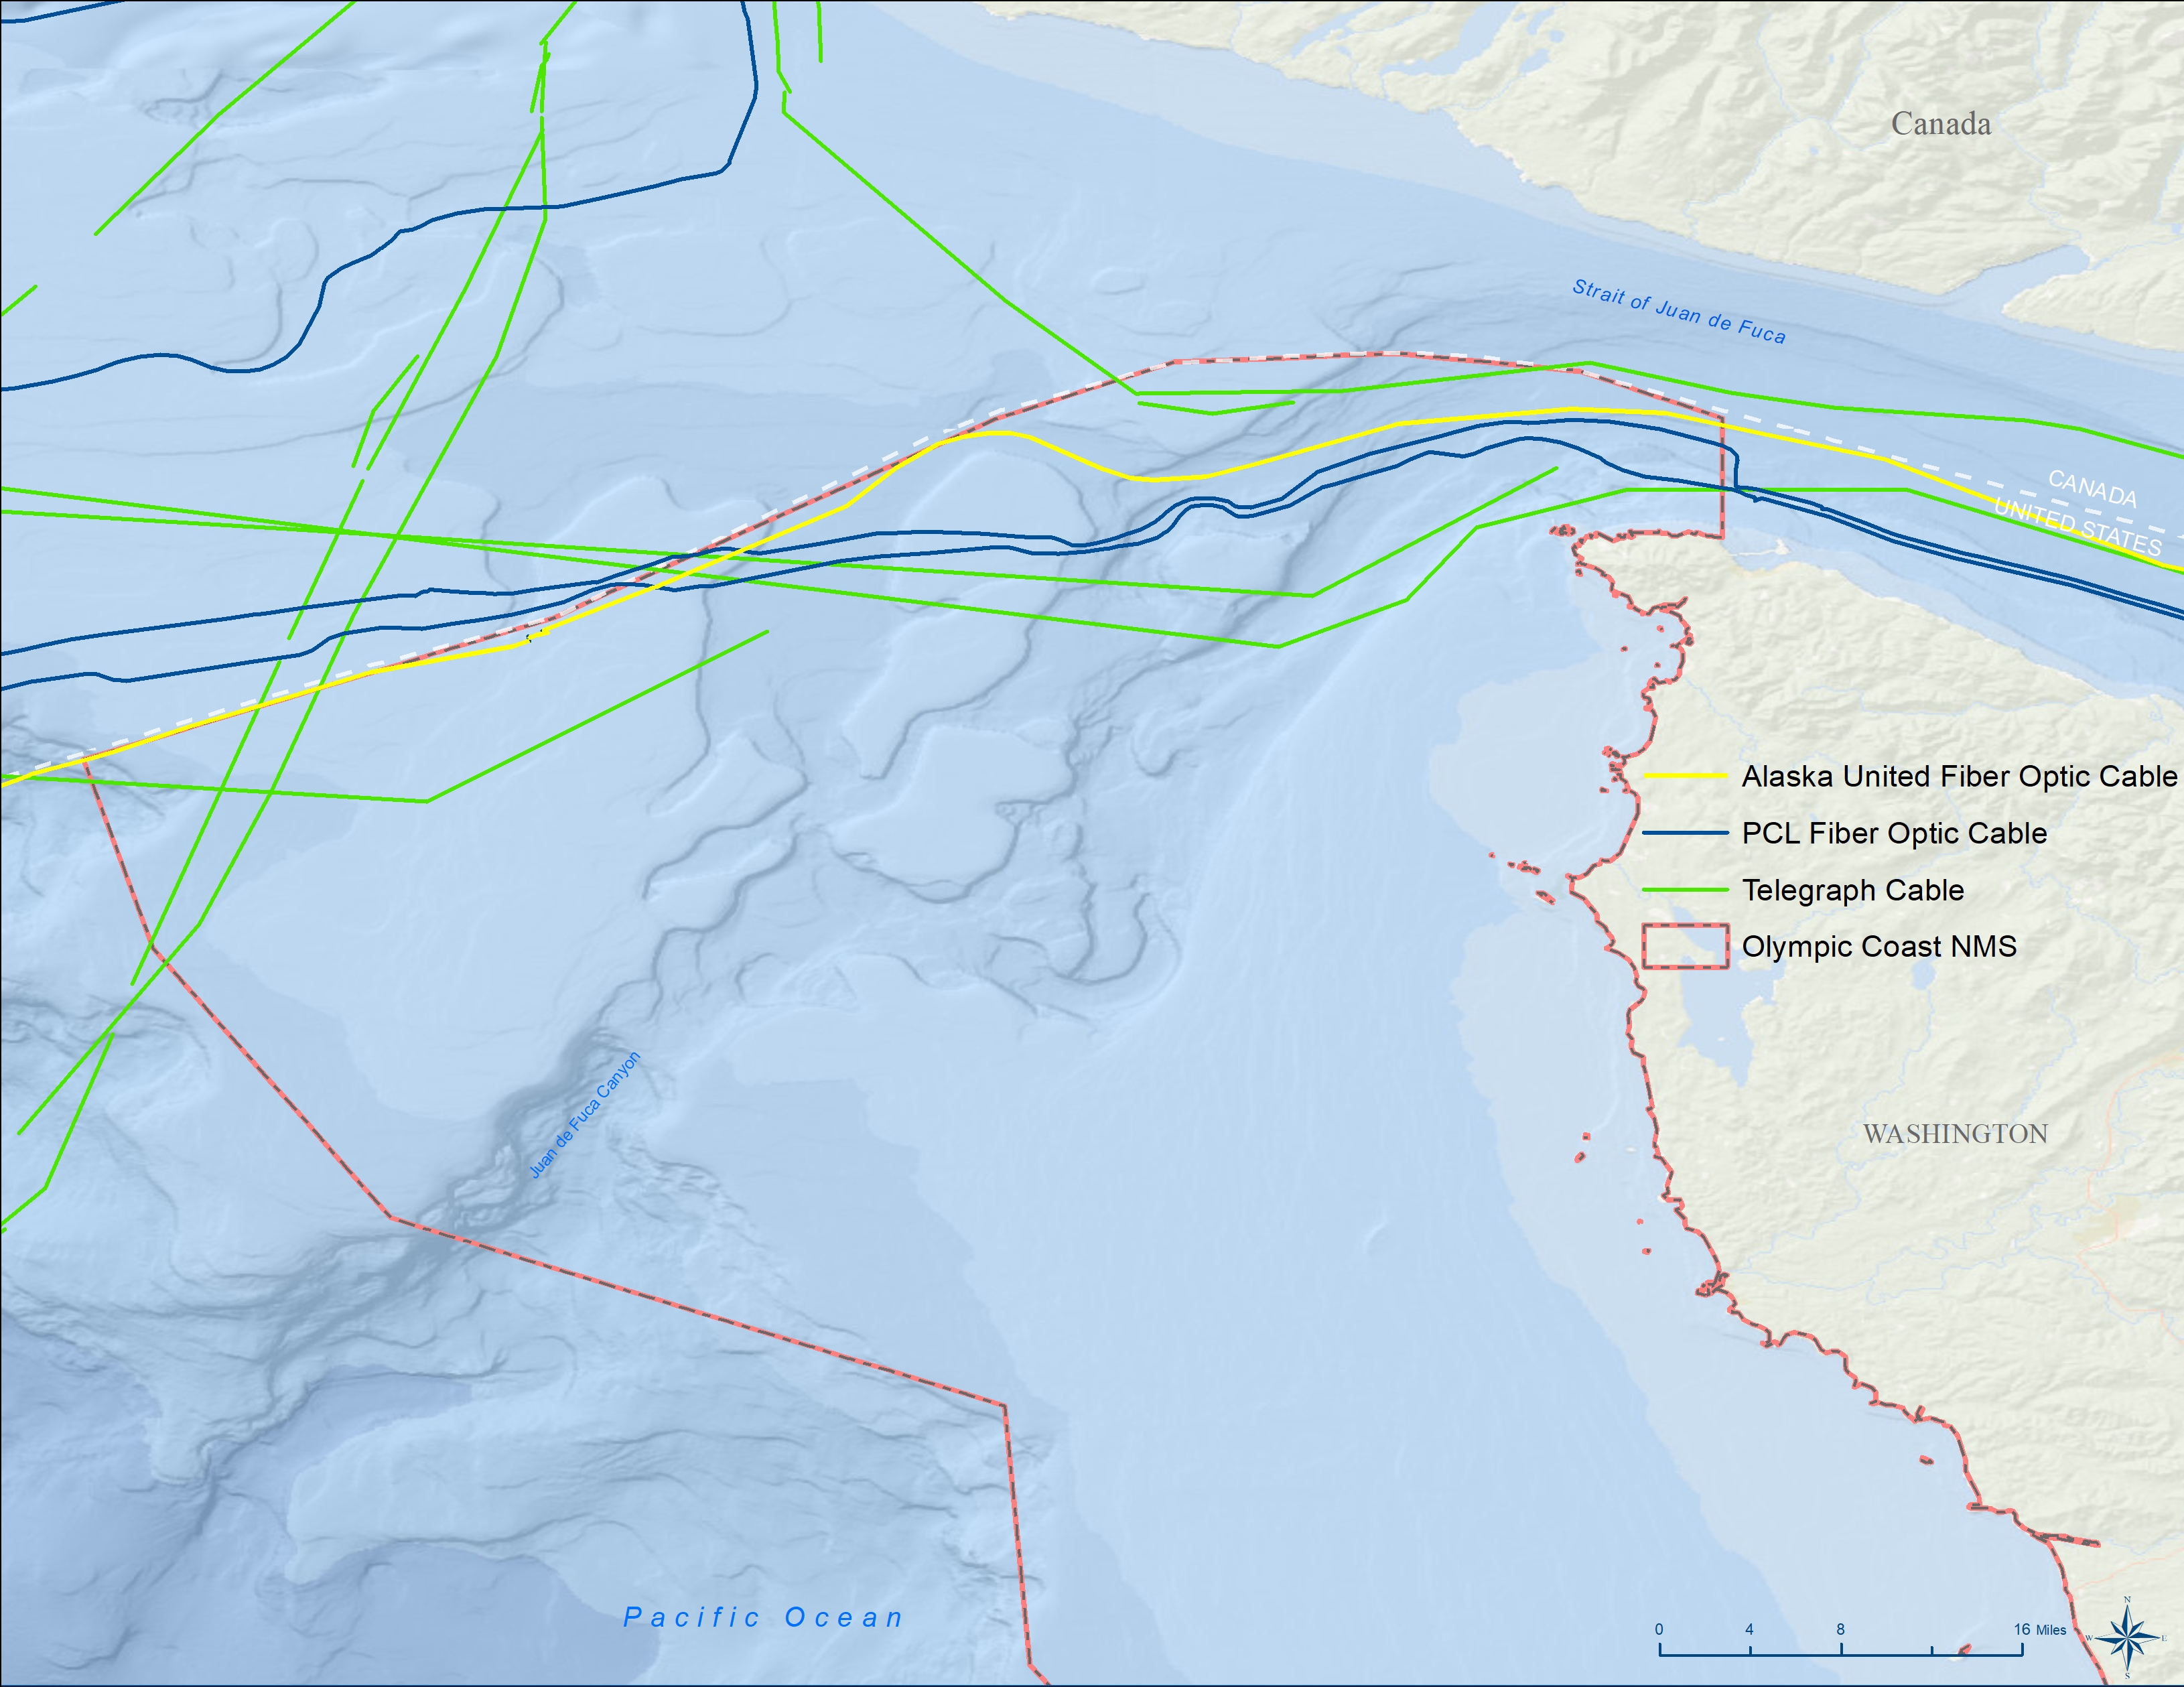 Canada
Strait of Juan de Fuca
CANADA
UNITED STATES
Alaska United Fiber Optic Cable
PCL Fiber Optic Cable
Telegraph Cable
Olympic Coast NMS
Juan de Fuca Canyon
WASHINGTON
Pacific Ocean
0 4 8 16 Miles
N
W E
S